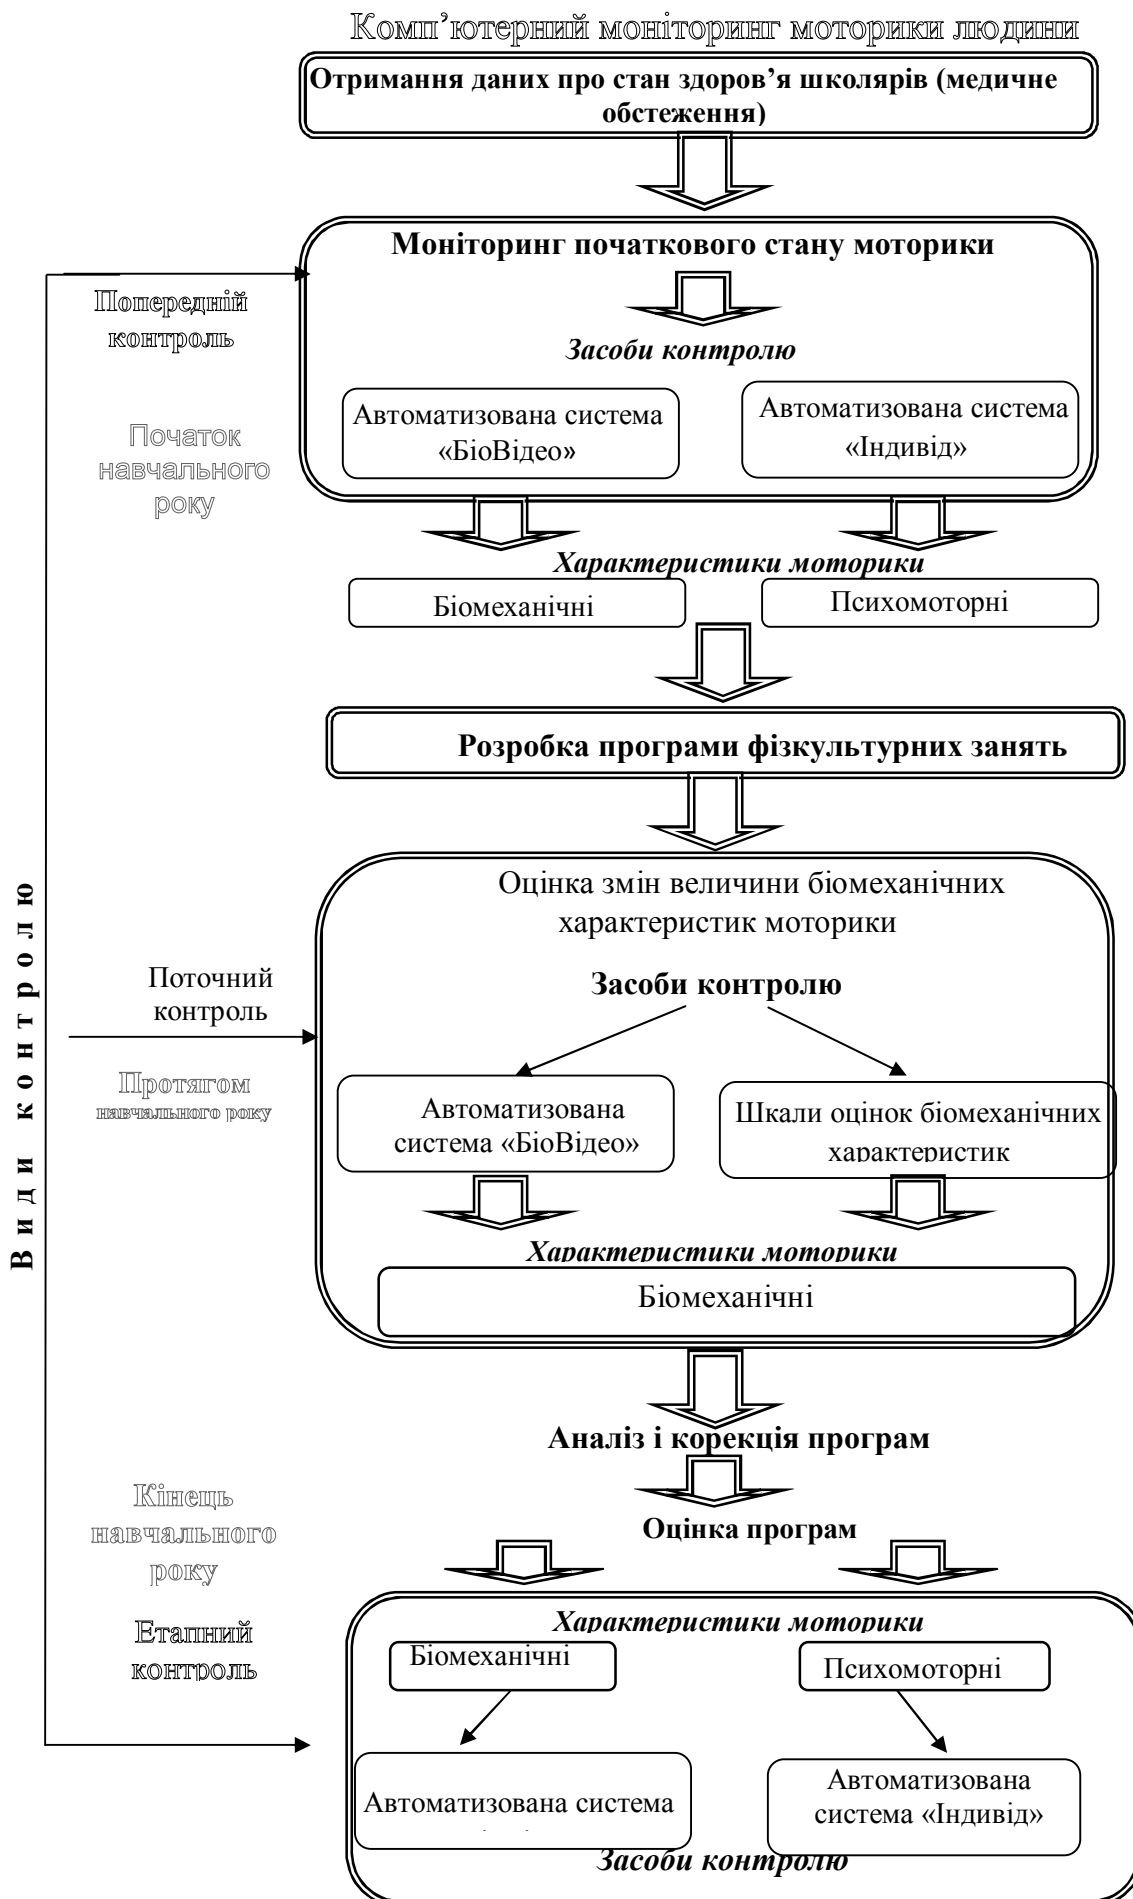 Комп’ютерний моніторинг моторики людини
Отримання даних про стан здоров’я школярів (медичне
обстеження)
Моніторинг початкового стану моторики
Попередній
контроль
Засоби контролю
Автоматизована система
«БіоВідео»
Автоматизована система
«Індивід»
Початок
навчального
року
Характеристики моторики
Біомеханічні
Психомоторні
Розробка програми фізкультурних занять
Види контролю
Оцінка змін величини біомеханічних
характеристик моторики
Засоби контролю
Поточний
контроль
Протягом
навчального року
Автоматизована
система «БіоВідео»
Шкали оцінок біомеханічних
характеристик
Характеристики моторики
Біомеханічні
Аналіз і корекція програм
Кінець
навчального
року
Оцінка програм
Етапний
контроль
Характеристики моторики
Біомеханічні
Психомоторні
Автоматизована система
Автоматизована
система «Індивід»
Засоби контролю